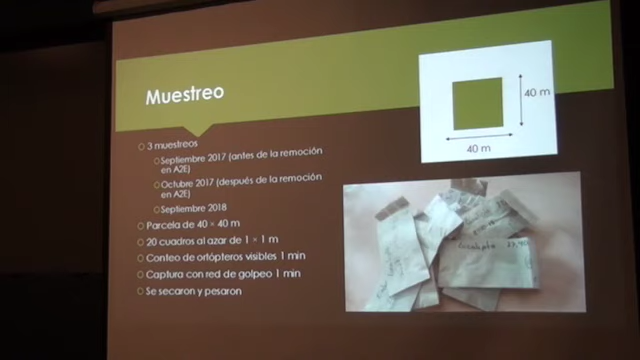 Muestreo
3 muestreos
Septiembre 2017 (antes de la remoción
en A2E)
Octubre 2017 (después de la remoción
en A2E)
Septiembre 2018
Parcela de 40 × 40 m
20 cuadros al azar de 1 × 1 m
Conteo de ortópteros visibles 1 min
Captura con red de golpeo 1 min
Se secaron y pesaron
40 m
40 m